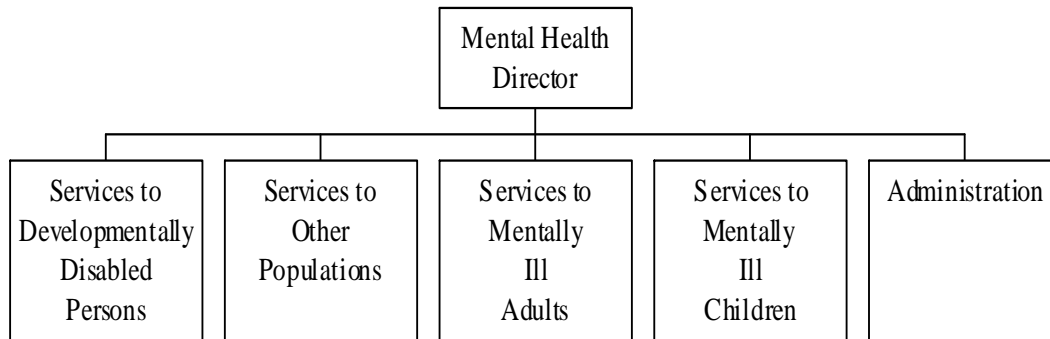 Mental Health
Director
Services to
Developmentally
Disabled
Persons
Services to
Other
Populations
Services to
Mentally
Ill
Adults
Services to
Mentally
Ill
Children
Administration